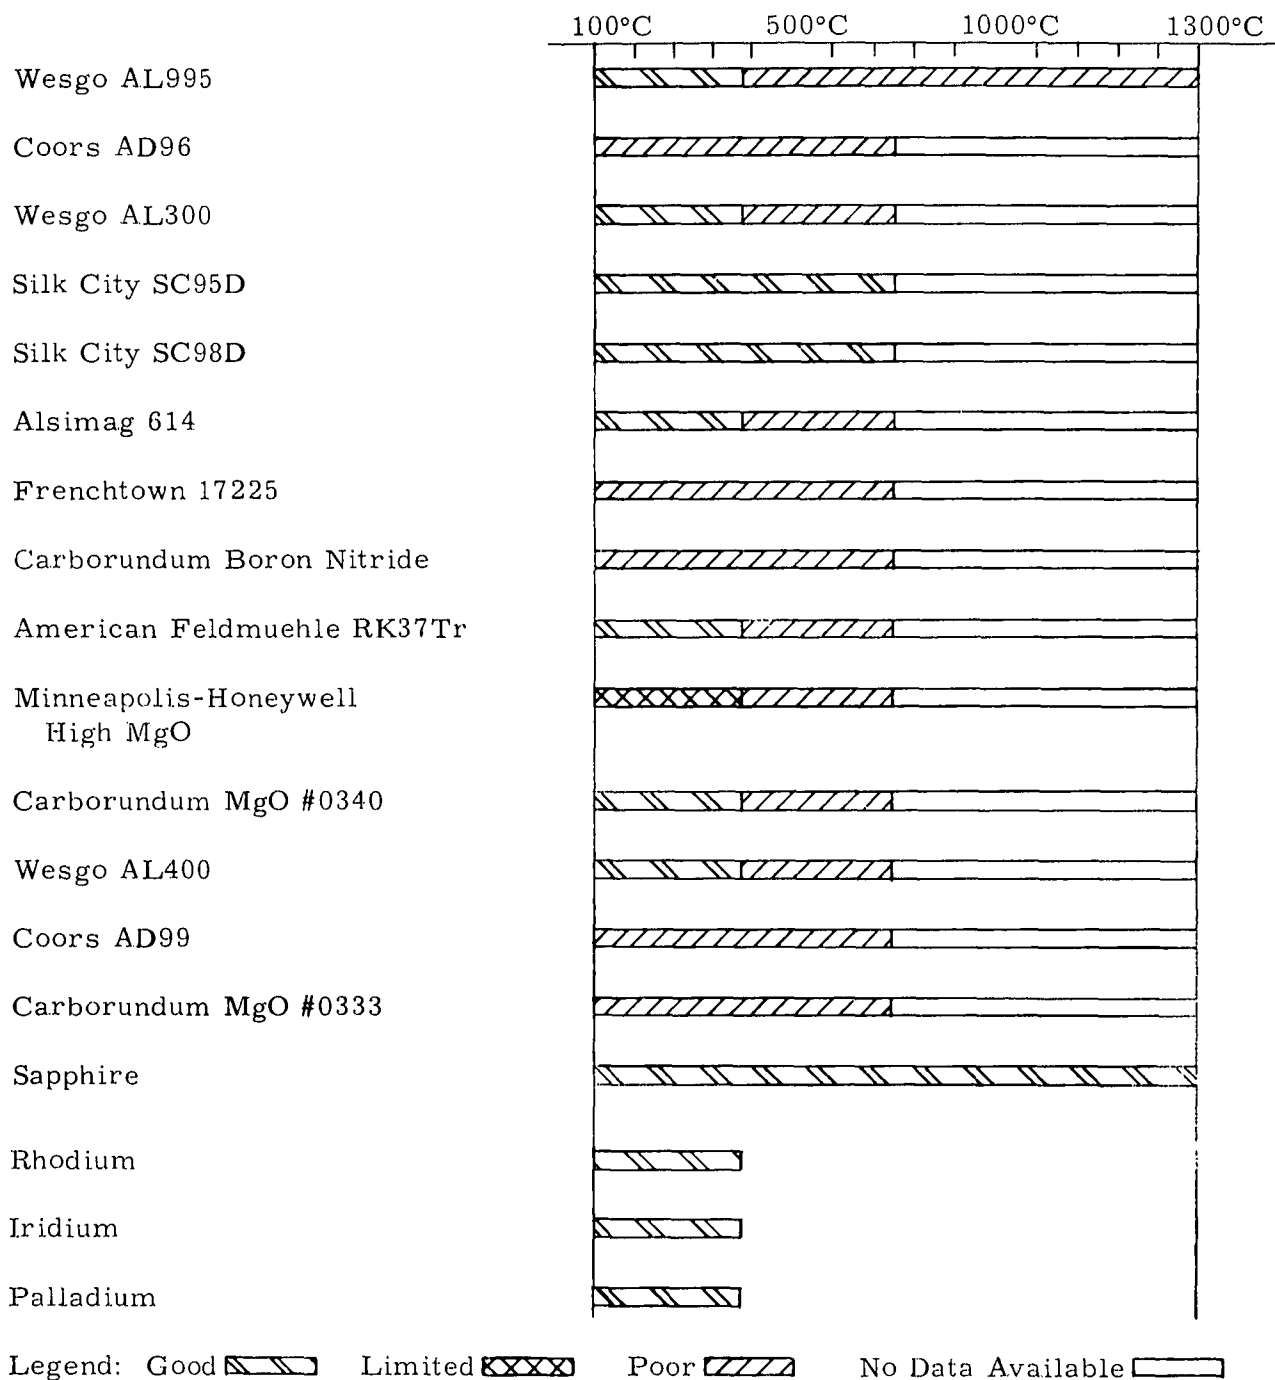 100°C 500°C 1000°C 1300°C
Wesgo AL995
Coors AD96
Wesgo AL300
Silk City SC95D
Silk City SC98D
Alsimag 614
Frenchtown 17225
Carborundum Boron Nitride
American Feldmuehle RK37Tr
Minneapolis-Honeywell
High MgO
Carborundum MgO #0340
Wesgo AL400
Coors AD99
Carborundum MgO #0333
Sapphire
Rhodium
Iridium
Palladium
Legend: Good Limited Poor No Data Available